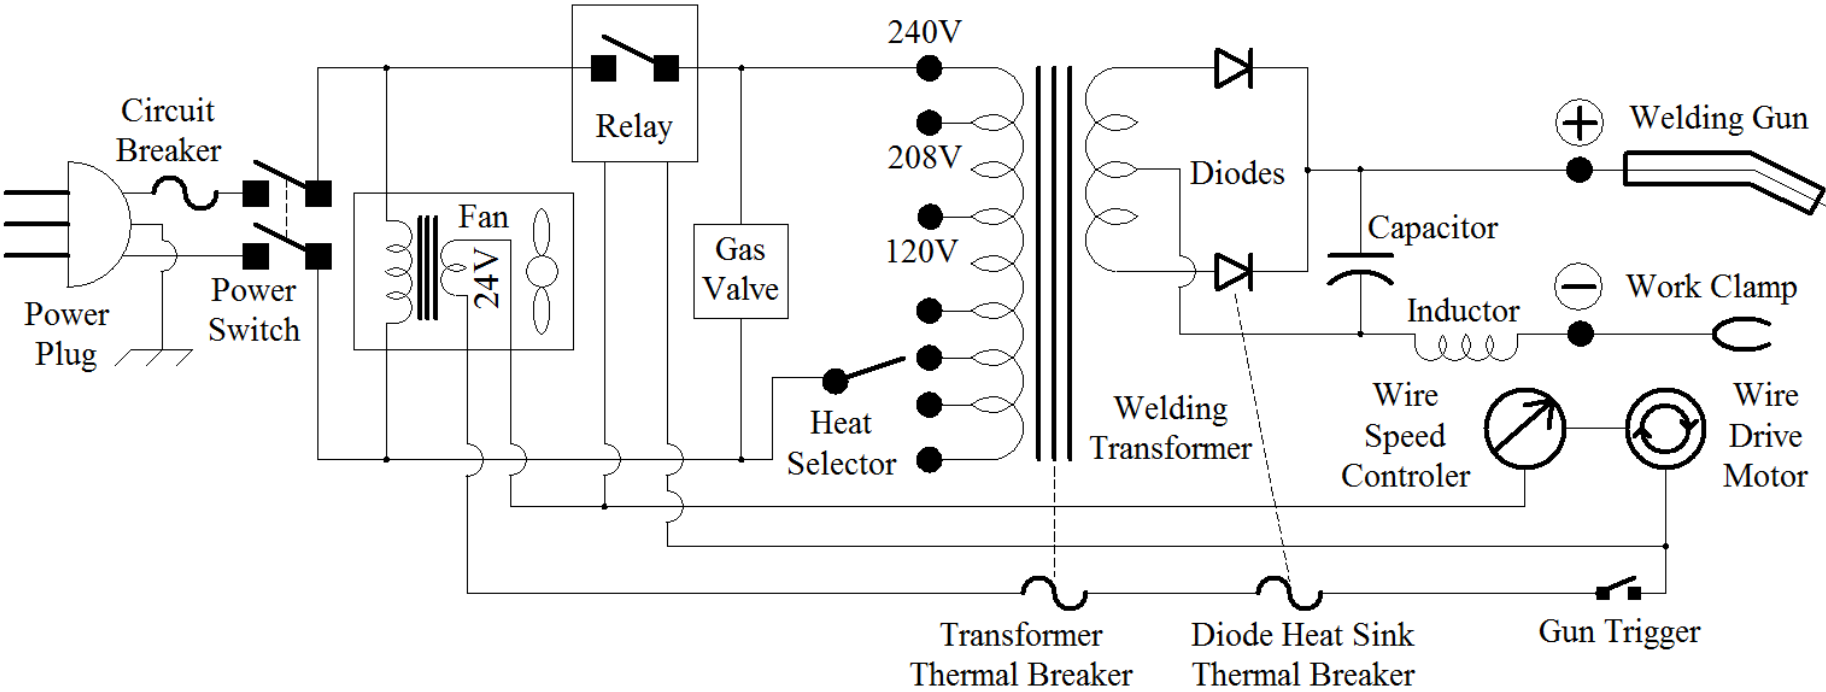 240V
Circuit
Breaker
Relay
Welding Gun
208V
Diodes
Fan
24V
Gas
Valve
120V
Capacitor
Power
Switch
Power
Plug
Work Clamp
Inductor
Heat
Selector
Welding
Transformer
Wire
Speed
Controler
Wire
Drive
Motor
Transformer
Thermal Breaker
Diode Heat Sink
Thermal Breaker
Gun Trigger